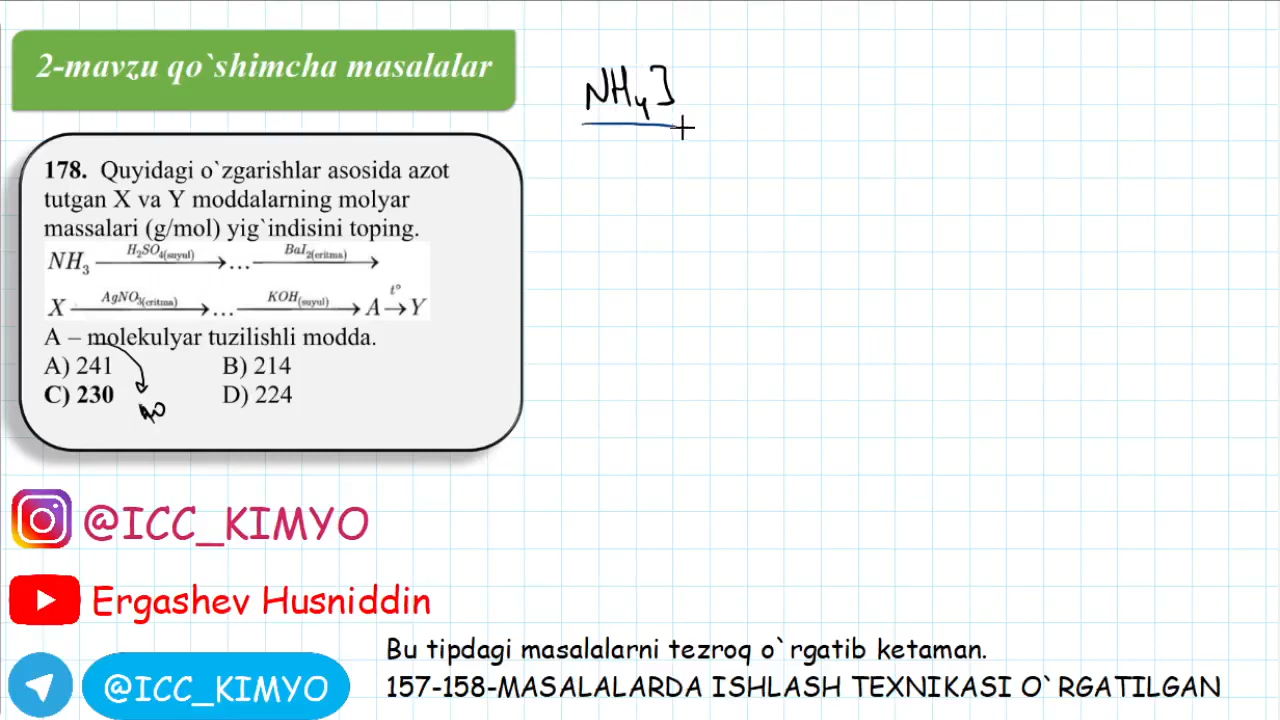 2-mavzu qo`shimcha masalalar
NH₄J
178. Quyidagi o`zgarishlar asosida azot
tutgan X va Y moddalarning molyar
massalari (g/mol) yig`indisini toping.
NH₃ —H₂SO₄(suyul)→ … —BaI₂(eritma)→
X —AgNO₃(eritma)→ … —KOH(suyul)→ A —t°→ Y
A – molekulyar tuzilishli modda.
A) 241 B) 214
C) 230 D) 224
@ICC_KIMYO
Ergashev Husniddin
@ICC_KIMYO
Bu tipdagi masalalarni tezroq o`rgatib ketaman.
157-158-MASALALARDA ISHLASH TEXNIKASI O`RGATILGAN